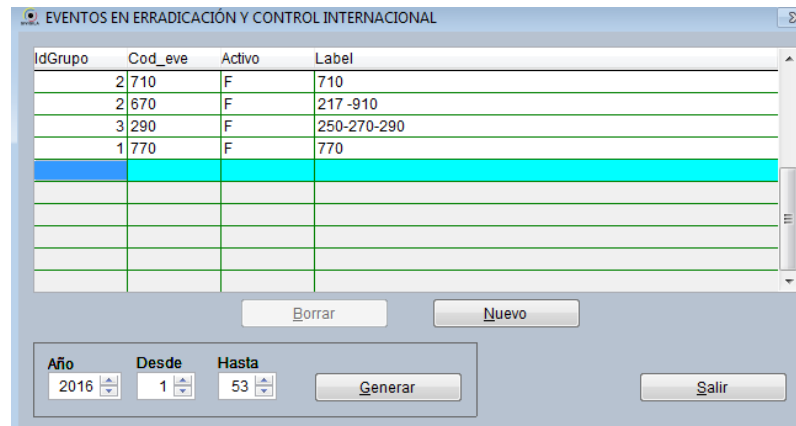 EVENTOS EN ERRADICACIÓN Y CONTROL INTERNACIONAL
IdGrupo Cod_eve Activo Label
2 710 F 710
2 670 F 217 -910
3 290 F 250-270-290
1 770 F 770
Borrar Nuevo
Año Desde Hasta
2016 1 53 Generar Salir